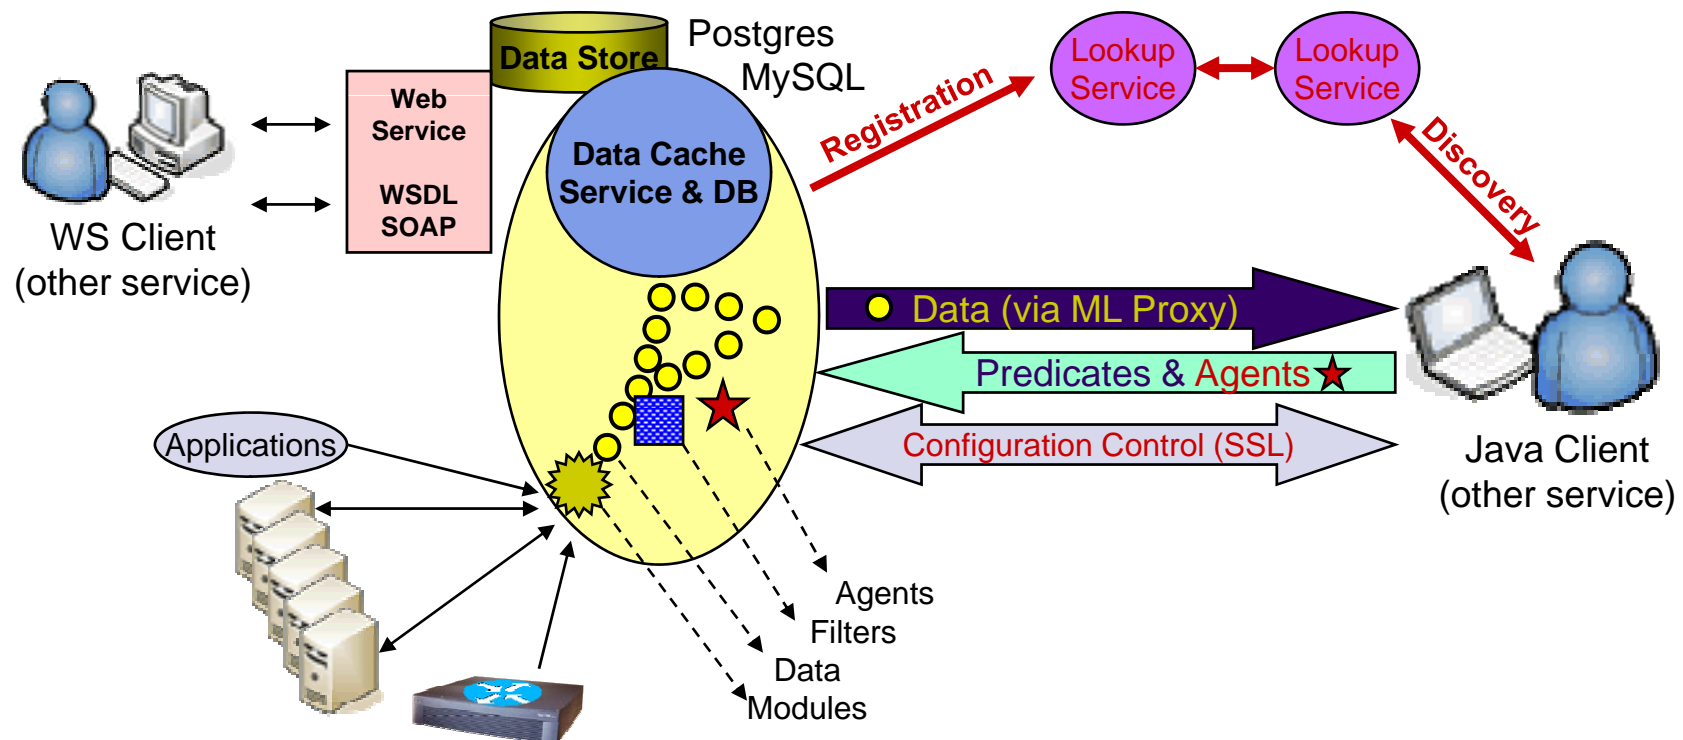 Data Store
Postgres
MySQL
Lookup
Service
Lookup
Service
Registration
Discovery
Web
Service
WSDL
SOAP
Data Cache
Service & DB
WS Client
(other service)
Data (via ML Proxy)
Predicates & Agents
Configuration Control (SSL)
Java Client
(other service)
Applications
Agents
Filters
Data
Modules